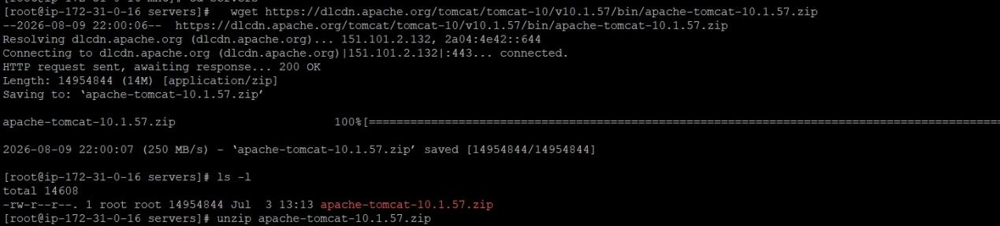 [root@ip-172-31-0-16 servers]#   wget https://dlcdn.apache.org/tomcat/tomcat-10/v10.1.57/bin/apache-tomcat-10.1.57.zip
--2026-08-09 22:00:06--  https://dlcdn.apache.org/tomcat/tomcat-10/v10.1.57/bin/apache-tomcat-10.1.57.zip
Resolving dlcdn.apache.org (dlcdn.apache.org)... 151.101.2.132, 2a04:4e42::644
Connecting to dlcdn.apache.org (dlcdn.apache.org)|151.101.2.132|:443... connected.
HTTP request sent, awaiting response... 200 OK
Length: 14954844 (14M) [application/zip]
Saving to: ‘apache-tomcat-10.1.57.zip’
apache-tomcat-10.1.57.zip                       100%[===========================================================================================
2026-08-09 22:00:07 (250 MB/s) - ‘apache-tomcat-10.1.57.zip’ saved [14954844/14954844]
[root@ip-172-31-0-16 servers]# ls -l
total 14608
-rw-r--r--. 1 root root 14954844 Jul  3 13:13 apache-tomcat-10.1.57.zip
[root@ip-172-31-0-16 servers]# unzip apache-tomcat-10.1.57.zip